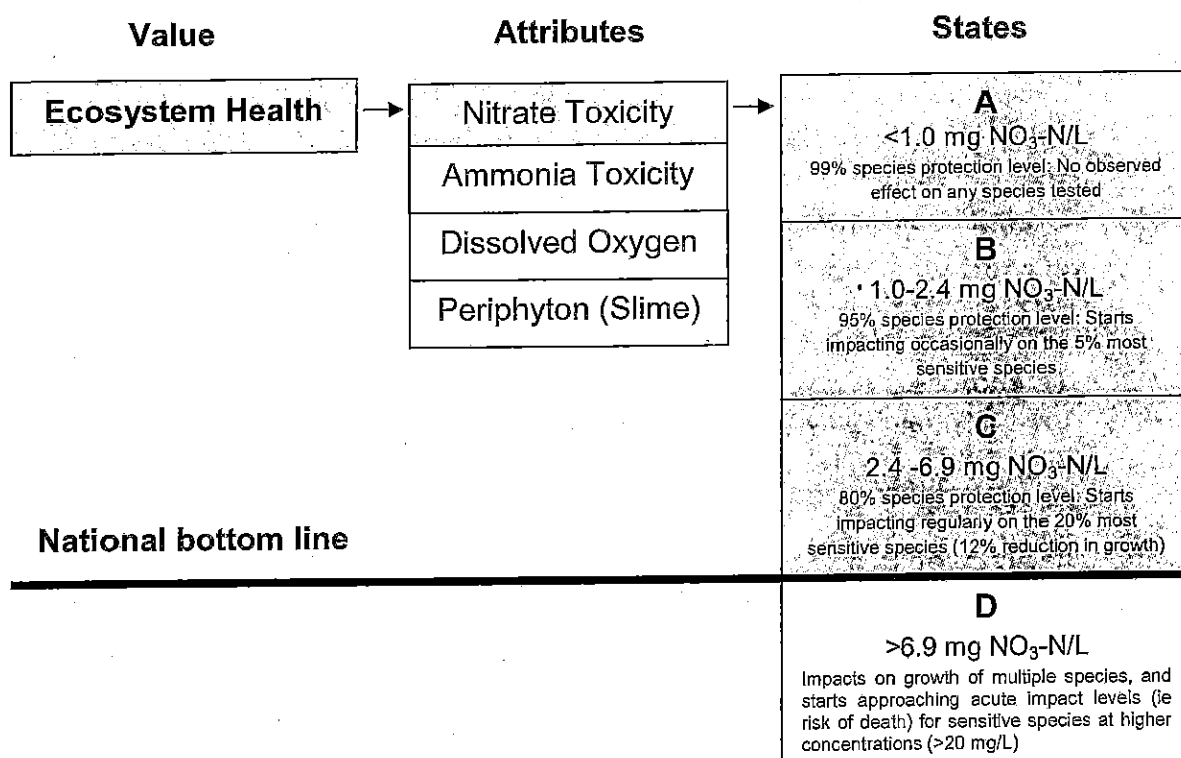 Value
Attributes
States
Ecosystem Health
Nitrate Toxicity
Ammonia Toxicity
Dissolved Oxygen
Periphyton (Slime)
A
<1.0 mg NO₃-N/L
99% species protection level: No observed
effect on any species tested
B
1.0-2.4 mg NO₃-N/L
95% species protection level: Starts
impacting occasionally on the 5% most
sensitive species
C
2.4 -6.9 mg NO₃-N/L
80% species protection level: Starts
impacting regularly on the 20% most
sensitive species (12% reduction in growth)
National bottom line
D
>6.9 mg NO₃-N/L
Impacts on growth of multiple species, and
starts approaching acute impact levels (ie
risk of death) for sensitive species at higher
concentrations (>20 mg/L)